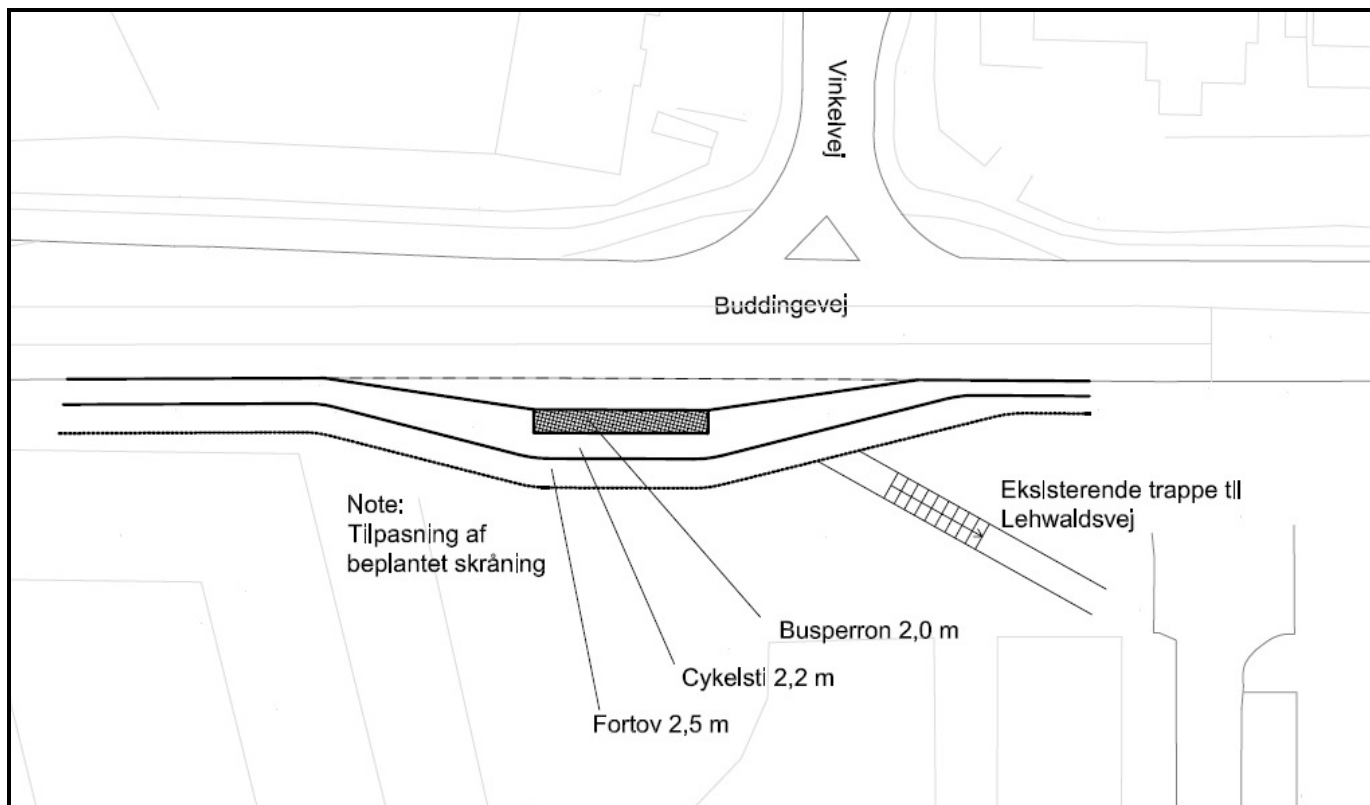 Vinkelvej
Buddingevej
Note:
Tilpasning af
beplantet skråning
Eksisterende trappe til
Lehwaldsvej
Busperron 2,0 m
Cykelsti 2,2 m
Fortov 2,5 m